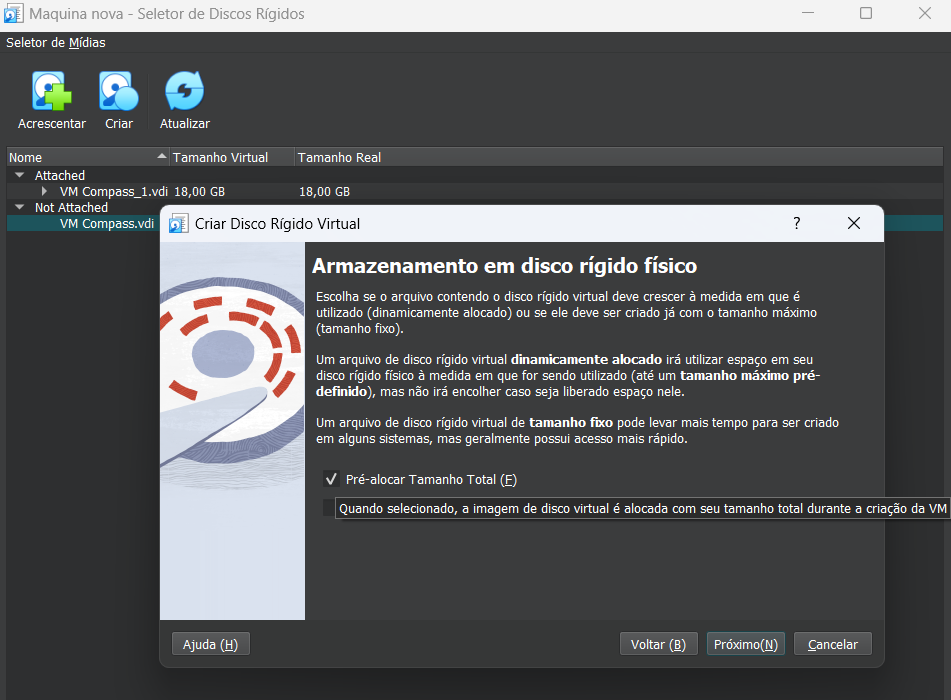 Maquina nova - Seletor de Discos Rígidos
Seletor de Mídias
Acrescentar
Criar
Atualizar
Nome
Tamanho Virtual
Tamanho Real
Attached
VM Compass_1.vdi 18,00 GB 18,00 GB
Not Attached
VM Compass.vdi
Criar Disco Rígido Virtual
?
Armazenamento em disco rígido físico
Escolha se o arquivo contendo o disco rígido virtual deve crescer à medida em que é
utilizado (dinamicamente alocado) ou se ele deve ser criado já com o tamanho máximo
(tamanho fixo).
Um arquivo de disco rígido virtual dinamicamente alocado irá utilizar espaço em seu
disco rígido físico à medida em que for sendo utilizado (até um tamanho máximo pré-
definido), mas não irá encolher caso seja liberado espaço nele.
Um arquivo de disco rígido virtual de tamanho fixo pode levar mais tempo para ser criado
em alguns sistemas, mas geralmente possui acesso mais rápido.
Pré-alocar Tamanho Total (F)
Quando selecionado, a imagem de disco virtual é alocada com seu tamanho total durante a criação da VM
Ajuda (H)
Voltar (B)
Próximo(N)
Cancelar